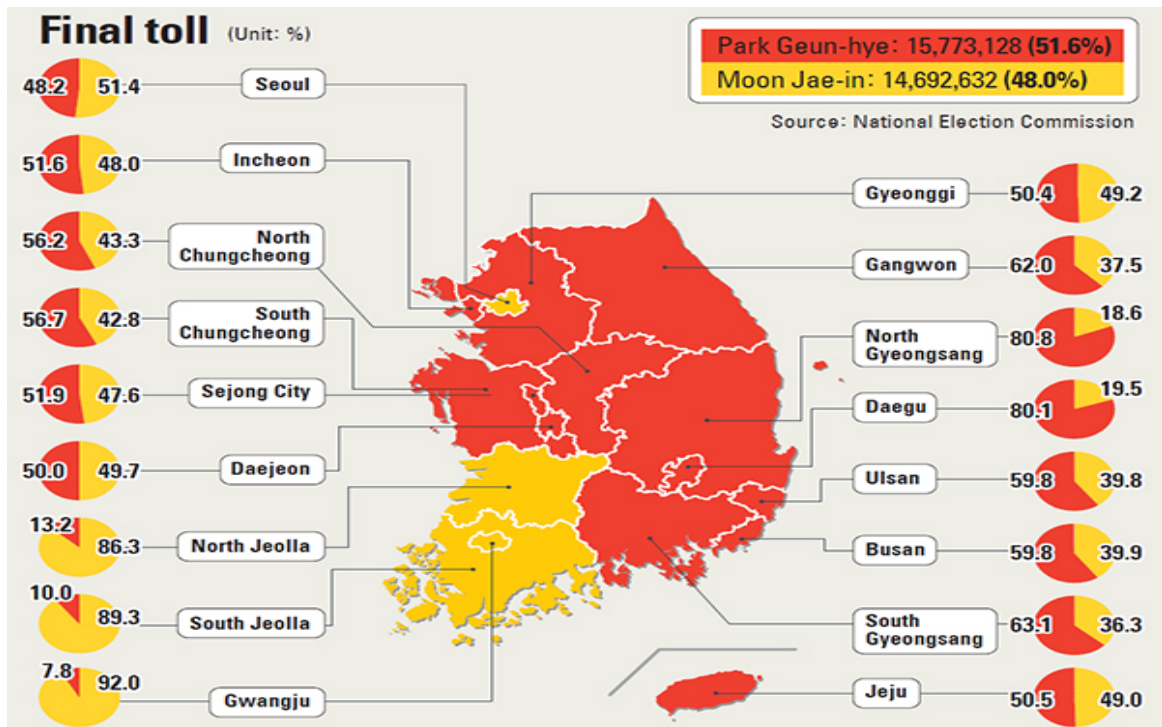 Final toll (Unit: %)
Park Geun-hye: 15,773,128 (51.6%)
Moon Jae-in: 14,692,632 (48.0%)
Source: National Election Commission
48.2 51.4 Seoul
51.6 48.0 Incheon
56.2 43.3 North
Chungcheong
56.7 42.8 South
Chungcheong
51.9 47.6 Sejong City
50.0 49.7 Daejeon
13.2 86.3 North Jeolla
10.0 89.3 South Jeolla
7.8 92.0 Gwangju
Gyeonggi 50.4 49.2
Gangwon 62.0 37.5
North
Gyeongsang 80.8 18.6
Daegu 80.1 19.5
Ulsan 59.8 39.8
Busan 59.8 39.9
South
Gyeongsang 63.1 36.3
Jeju 50.5 49.0